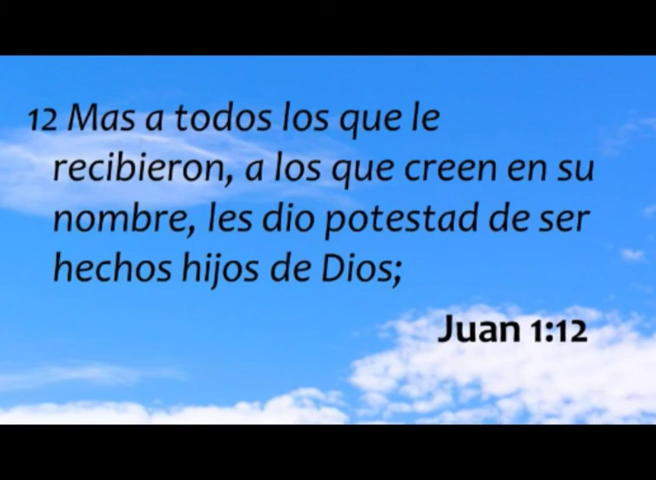 12 Mas a todos los que le
recibieron, a los que creen en su
nombre, les dio potestad de ser
hechos hijos de Dios;
Juan 1:12